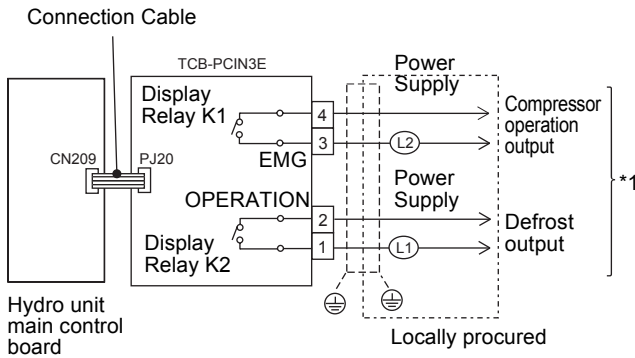 Connection Cable
TCB-PCIN3E
Display
Relay K1
4
3
EMG
Power
Supply
L2
Compressor
operation
output
CN209
PJ20
OPERATION
2
1
Power
Supply
L1
Defrost
output
*1
Display
Relay K2
Hydro unit
main control
board
Locally procured